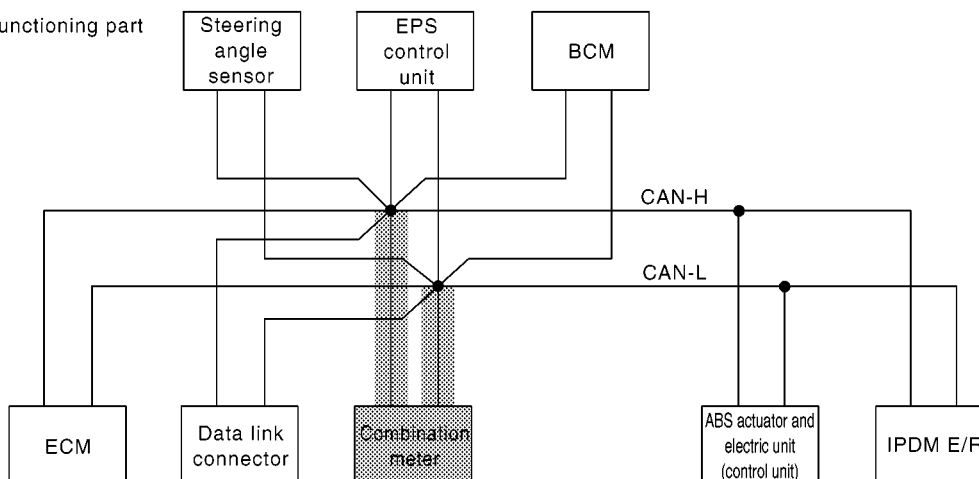 unctioning part
Steering
angle
sensor
EPS
control
unit
BCM
CAN-H
CAN-L
ECM
Data link
connector
Combination
meter
ABS actuator and
electric unit
(control unit)
IPDM E/R